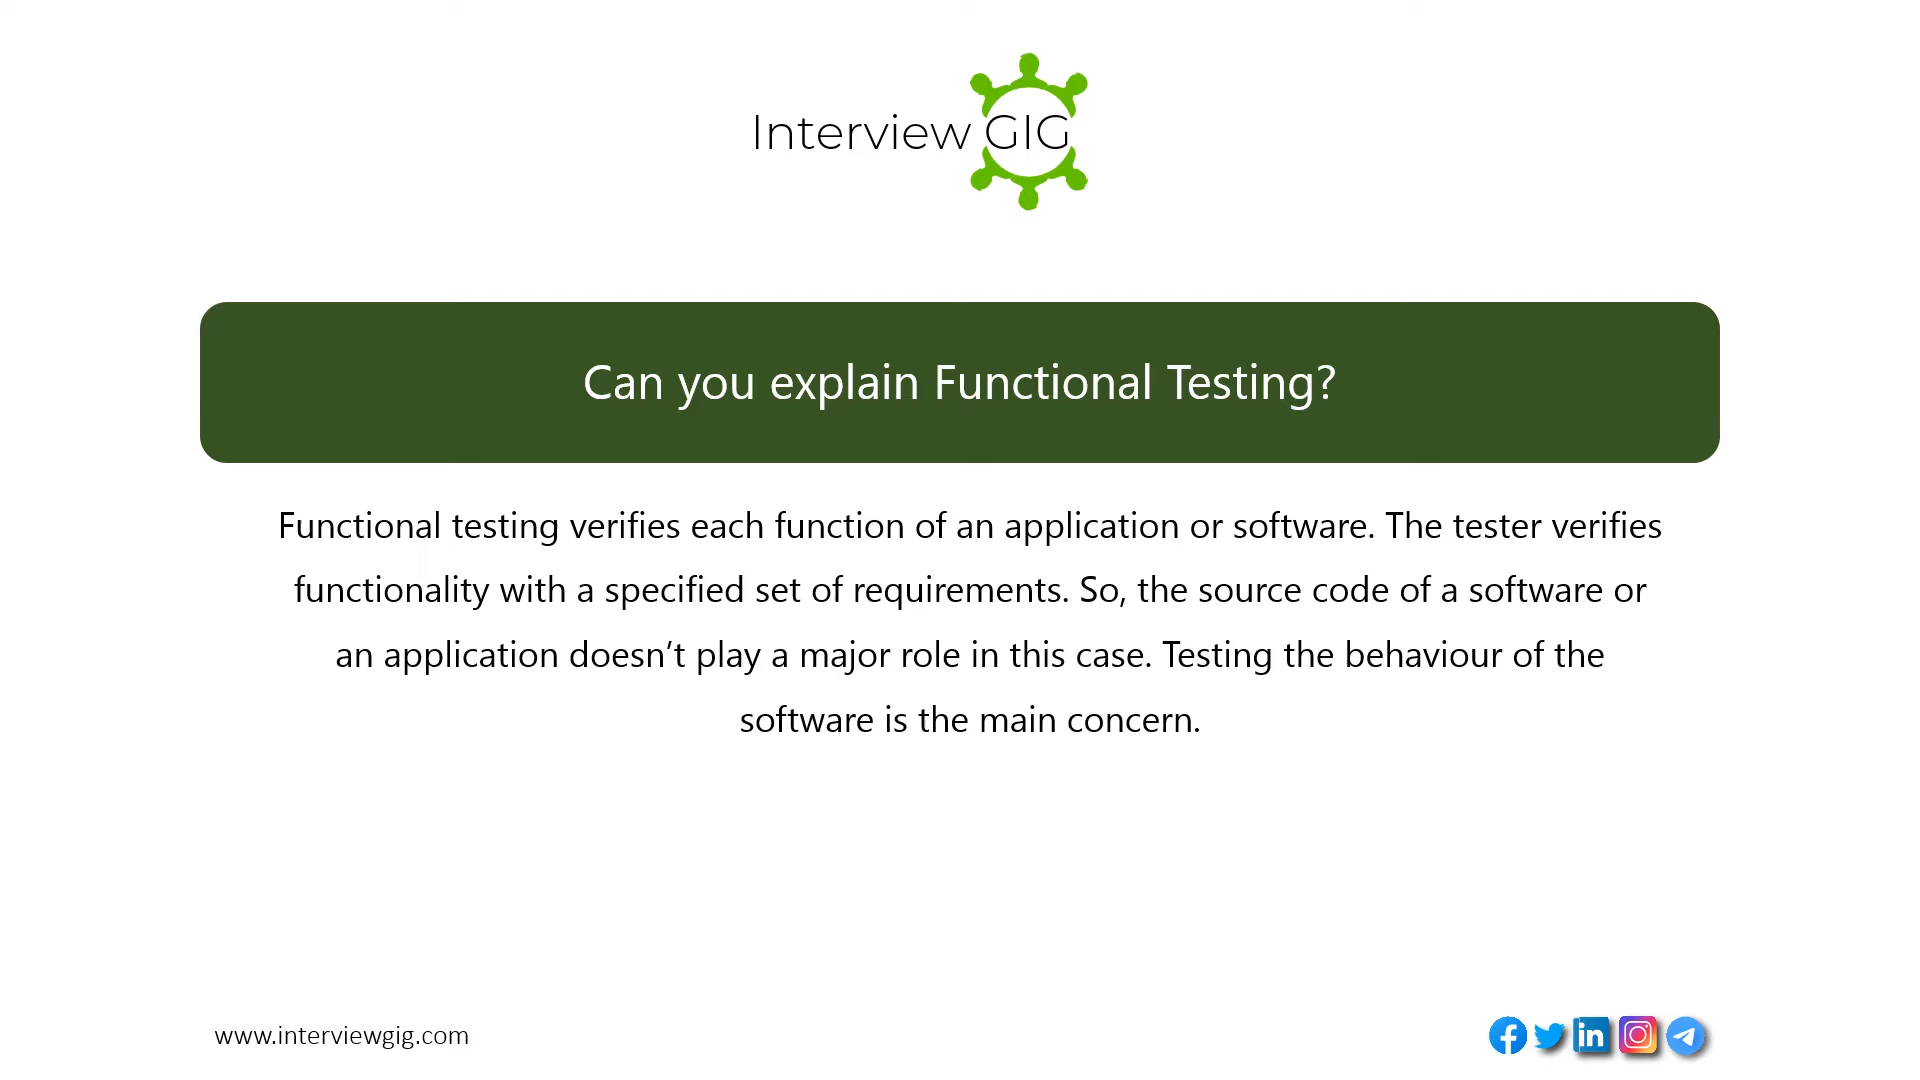 Interview GIG
Can you explain Functional Testing?
Functional testing verifies each function of an application or software. The tester verifies
functionality with a specified set of requirements. So, the source code of a software or
an application doesn’t play a major role in this case. Testing the behaviour of the
software is the main concern.
www.interviewgig.com
in